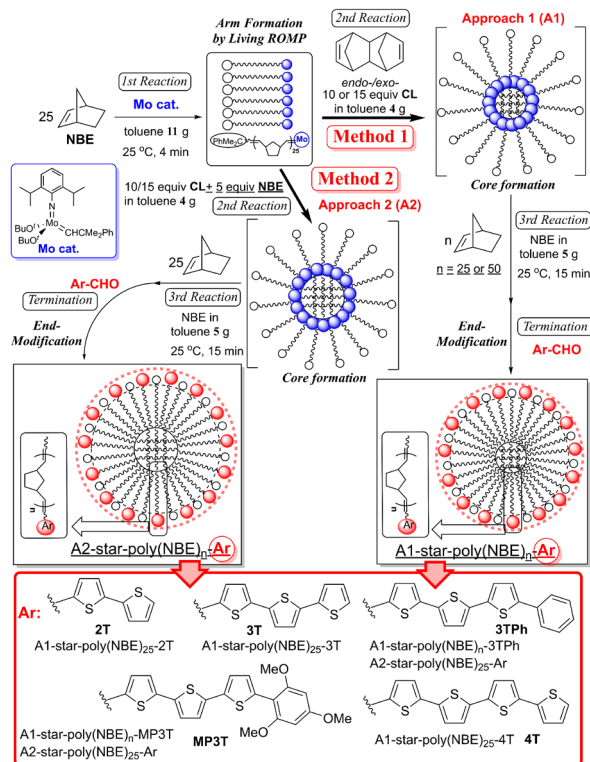 Arm Formation
by Living ROMP
2nd Reaction
Approach 1 (A1)
1st Reaction
Mo cat.
25
NBE
toluene 11 g
25 °C, 4 min
endo-/exo-
10 or 15 equiv CL
in toluene 4 g
Method 1
PhMe2C
25
Mo
Core formation
N
Mo
CHCMe2Ph
BuOt
BuOt
Mo cat.
10/15 equiv CL+ 5 equiv NBE
in toluene 4 g
2nd Reaction
Method 2
Approach 2 (A2)
n
3rd Reaction
NBE in
toluene 5 g
n = 25 or 50
25 °C, 15 min
25
Ar-CHO
Termination
3rd Reaction
NBE in
toluene 5 g
25 °C, 15 min
End-
Modification
Core formation
End-
Modification
Termination
Ar-CHO
n
Ar
A2-star-poly(NBE)n-Ar
n
Ar
A1-star-poly(NBE)n-Ar
Ar:
S
S
2T
A1-star-poly(NBE)25-2T
S
S
S
3T
A1-star-poly(NBE)25-3T
S
S
S
3TPh
A1-star-poly(NBE)n-3TPh
A2-star-poly(NBE)25-Ar
S
S
S
MeO
MeO
OMe
MP3T
A1-star-poly(NBE)n-MP3T
A2-star-poly(NBE)25-Ar
S
S
S
S
A1-star-poly(NBE)25-4T
4T